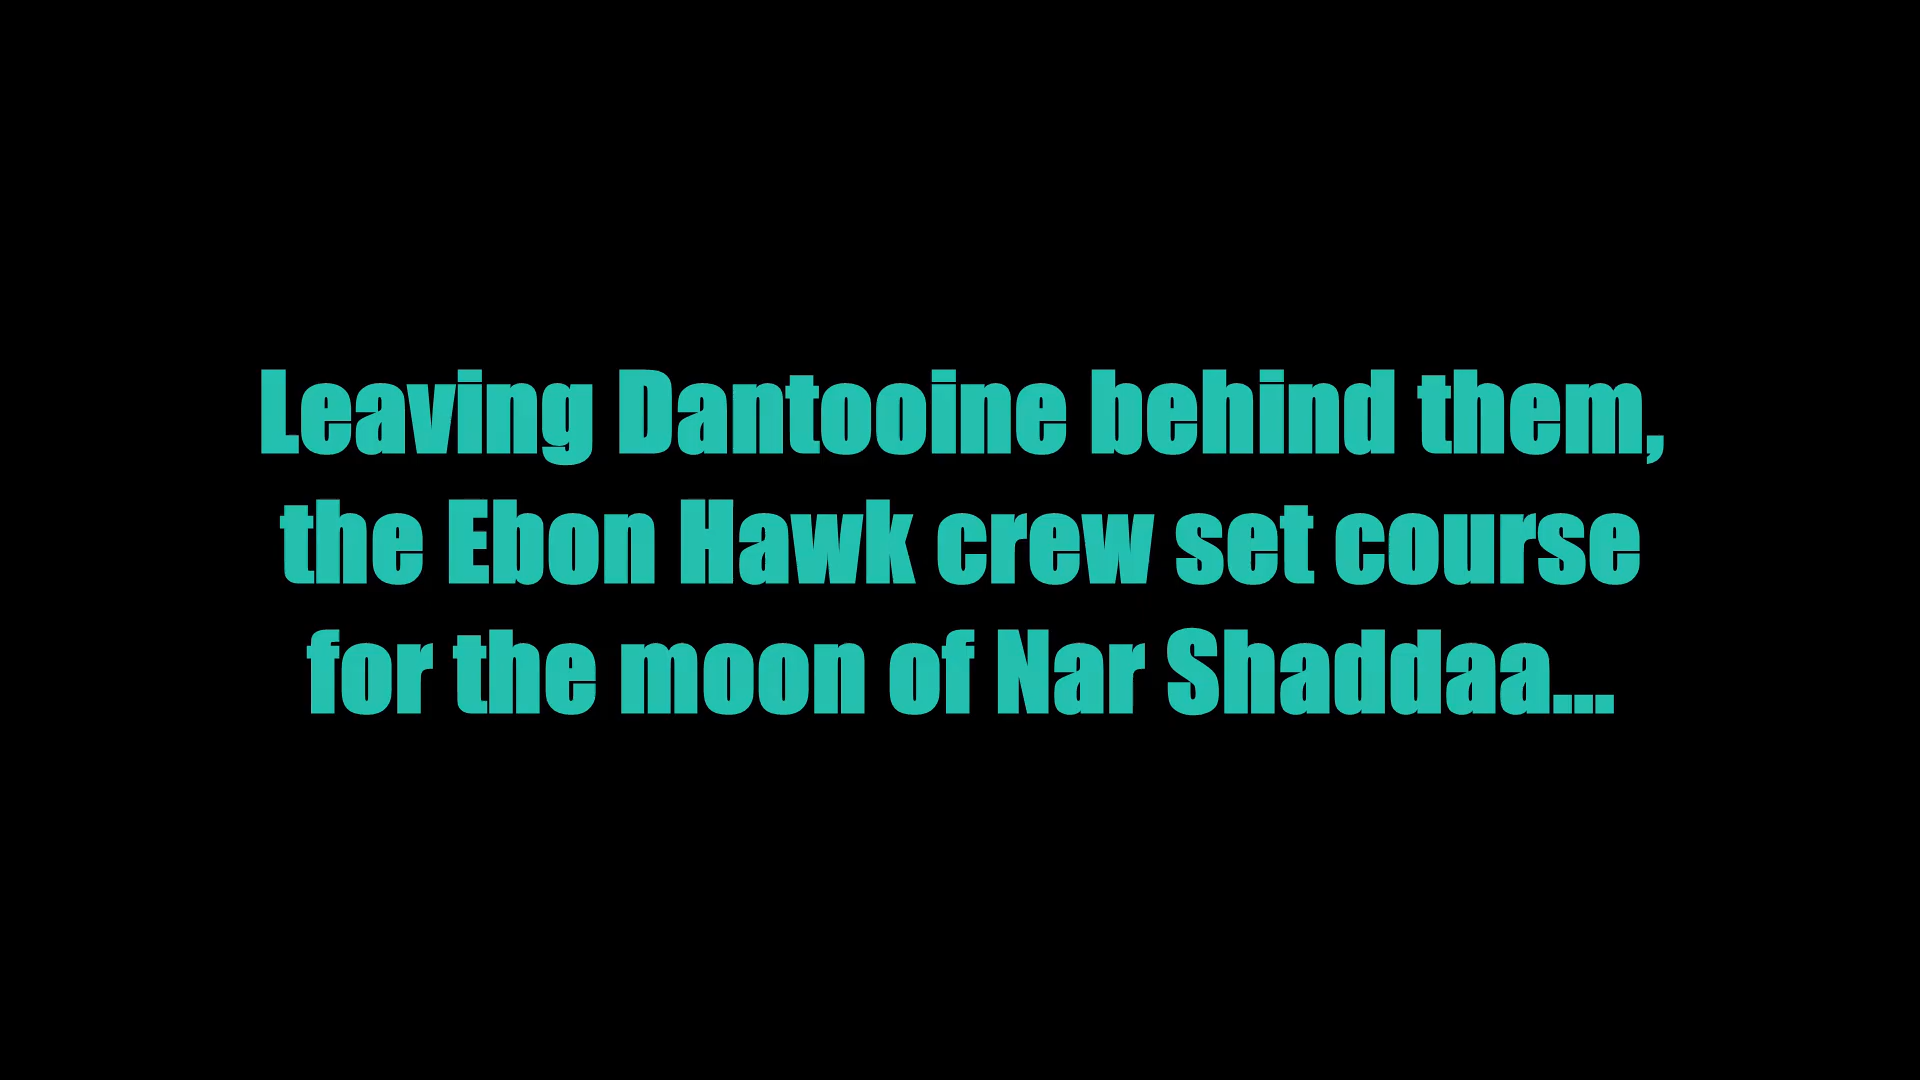 Leaving Dantooine behind them,
the Ebon Hawk crew set course
for the moon of Nar Shaddaa...